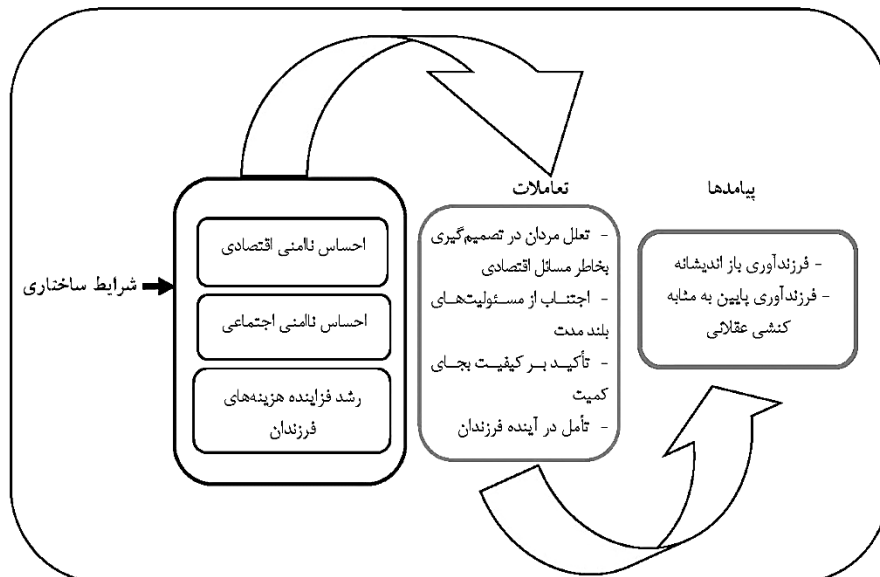 پیامدها
تعاملات
شرایط ساختاری
احساس ناامنی اقتصادی
احساس ناامنی اجتماعی
رشد فزاینده هزینه‌های
فرزندان
- تعلل مردان در تصمیم‌گیری
بخاطر مسائل اقتصادی
- اجتناب از مسئولیت‌های
بلند مدت
- تأکید بر کیفیت بجای
کمیت
- تأمل در آینده فرزندان
- فرزندآوری باز اندیشانه
- فرزندآوری پایین به مثابه
کنشی عقلائی